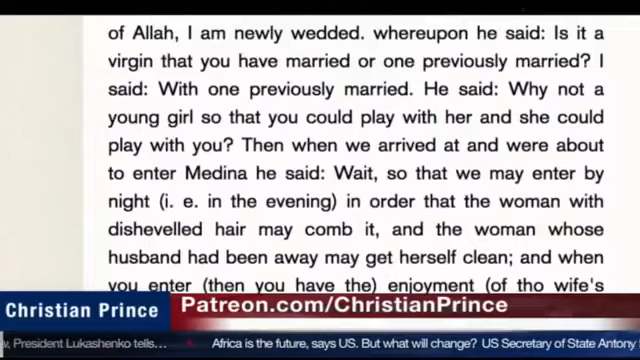 of Allah, I am newly wedded. whereupon he said: Is it a
virgin that you have married or one previously married? I
said: With one previously married. He said: Why not a
young girl so that you could play with her and she could
play with you? Then when we arrived at and were about
to enter Medina he said: Wait, so that we may enter by
night (i. e. in the evening) in order that the woman with
dishevelled hair may comb it, and the woman whose
husband had been away may get herself clean; and when
you enter (then you have the) enjoyment (of tho wife's
Christian Prince
Patreon.com/ChristianPrince
President Lukashenko tells... Africa is the future, says US. But what will change? US Secretary of State Antony